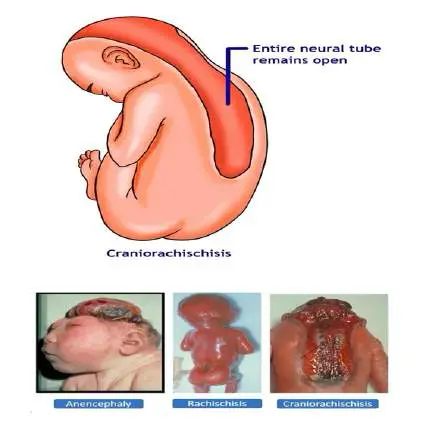 Entire neural tube
remains open
Craniorachischisis
Anencephaly
Rachischisis
Craniorachischisis